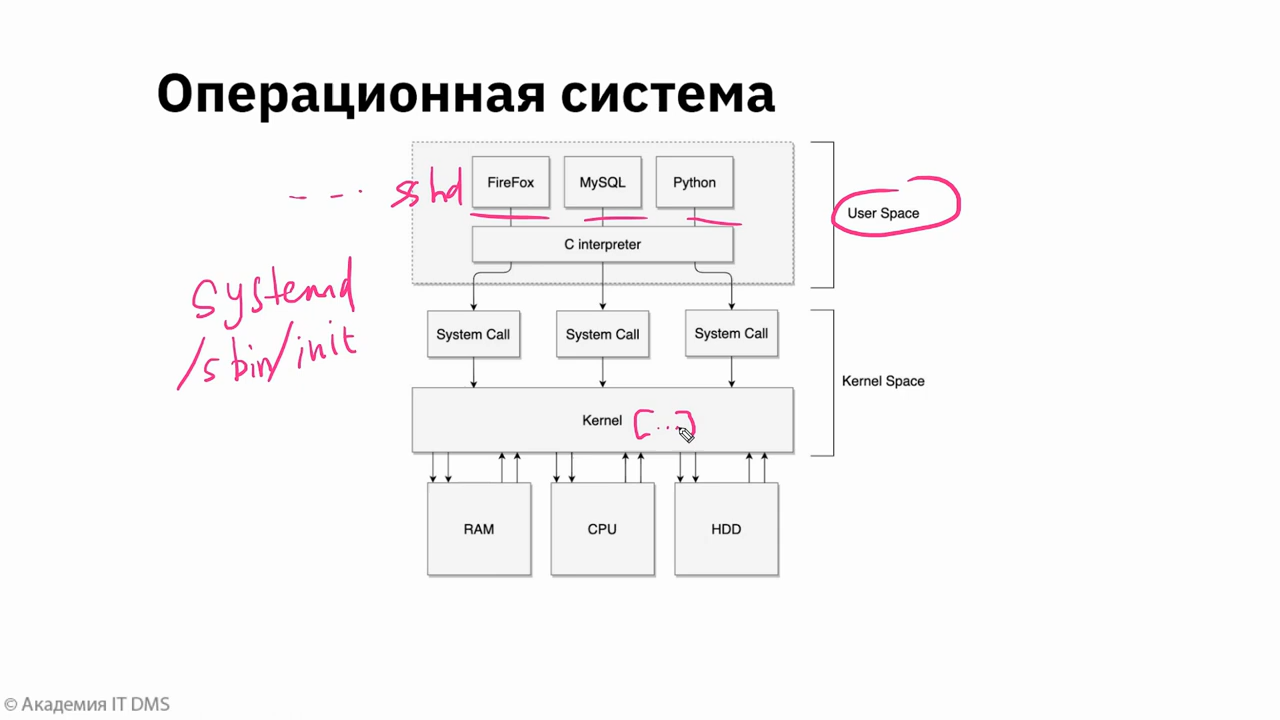 Операционная система
--- sshd
FireFox
MySQL
Python
User Space
C interpreter
systemd
/sbin/init
System Call
System Call
System Call
Kernel Space
Kernel [...]
RAM
CPU
HDD
© Академия IT DMS